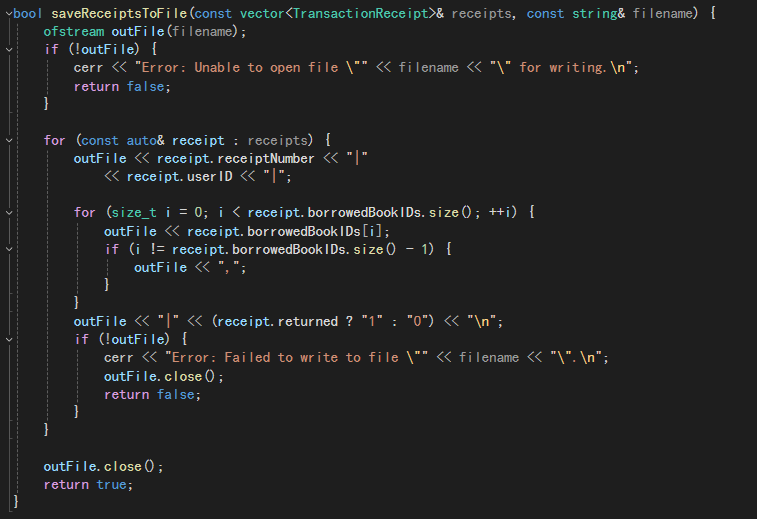 bool saveReceiptsToFile(const vector<TransactionReceipt>& receipts, const string& filename) {
    ofstream outFile(filename);
    if (!outFile) {
        cerr << "Error: Unable to open file \"" << filename << "\" for writing.\n";
        return false;
    }

    for (const auto& receipt : receipts) {
        outFile << receipt.receiptNumber << "|"
            << receipt.userID << "|";

        for (size_t i = 0; i < receipt.borrowedBookIDs.size(); ++i) {
            outFile << receipt.borrowedBookIDs[i];
            if (i != receipt.borrowedBookIDs.size() - 1) {
                outFile << ",";
            }
        }
        outFile << "|" << (receipt.returned ? "1" : "0") << "\n";
        if (!outFile) {
            cerr << "Error: Failed to write to file \"" << filename << "\".\n";
            outFile.close();
            return false;
        }
    }

    outFile.close();
    return true;
}